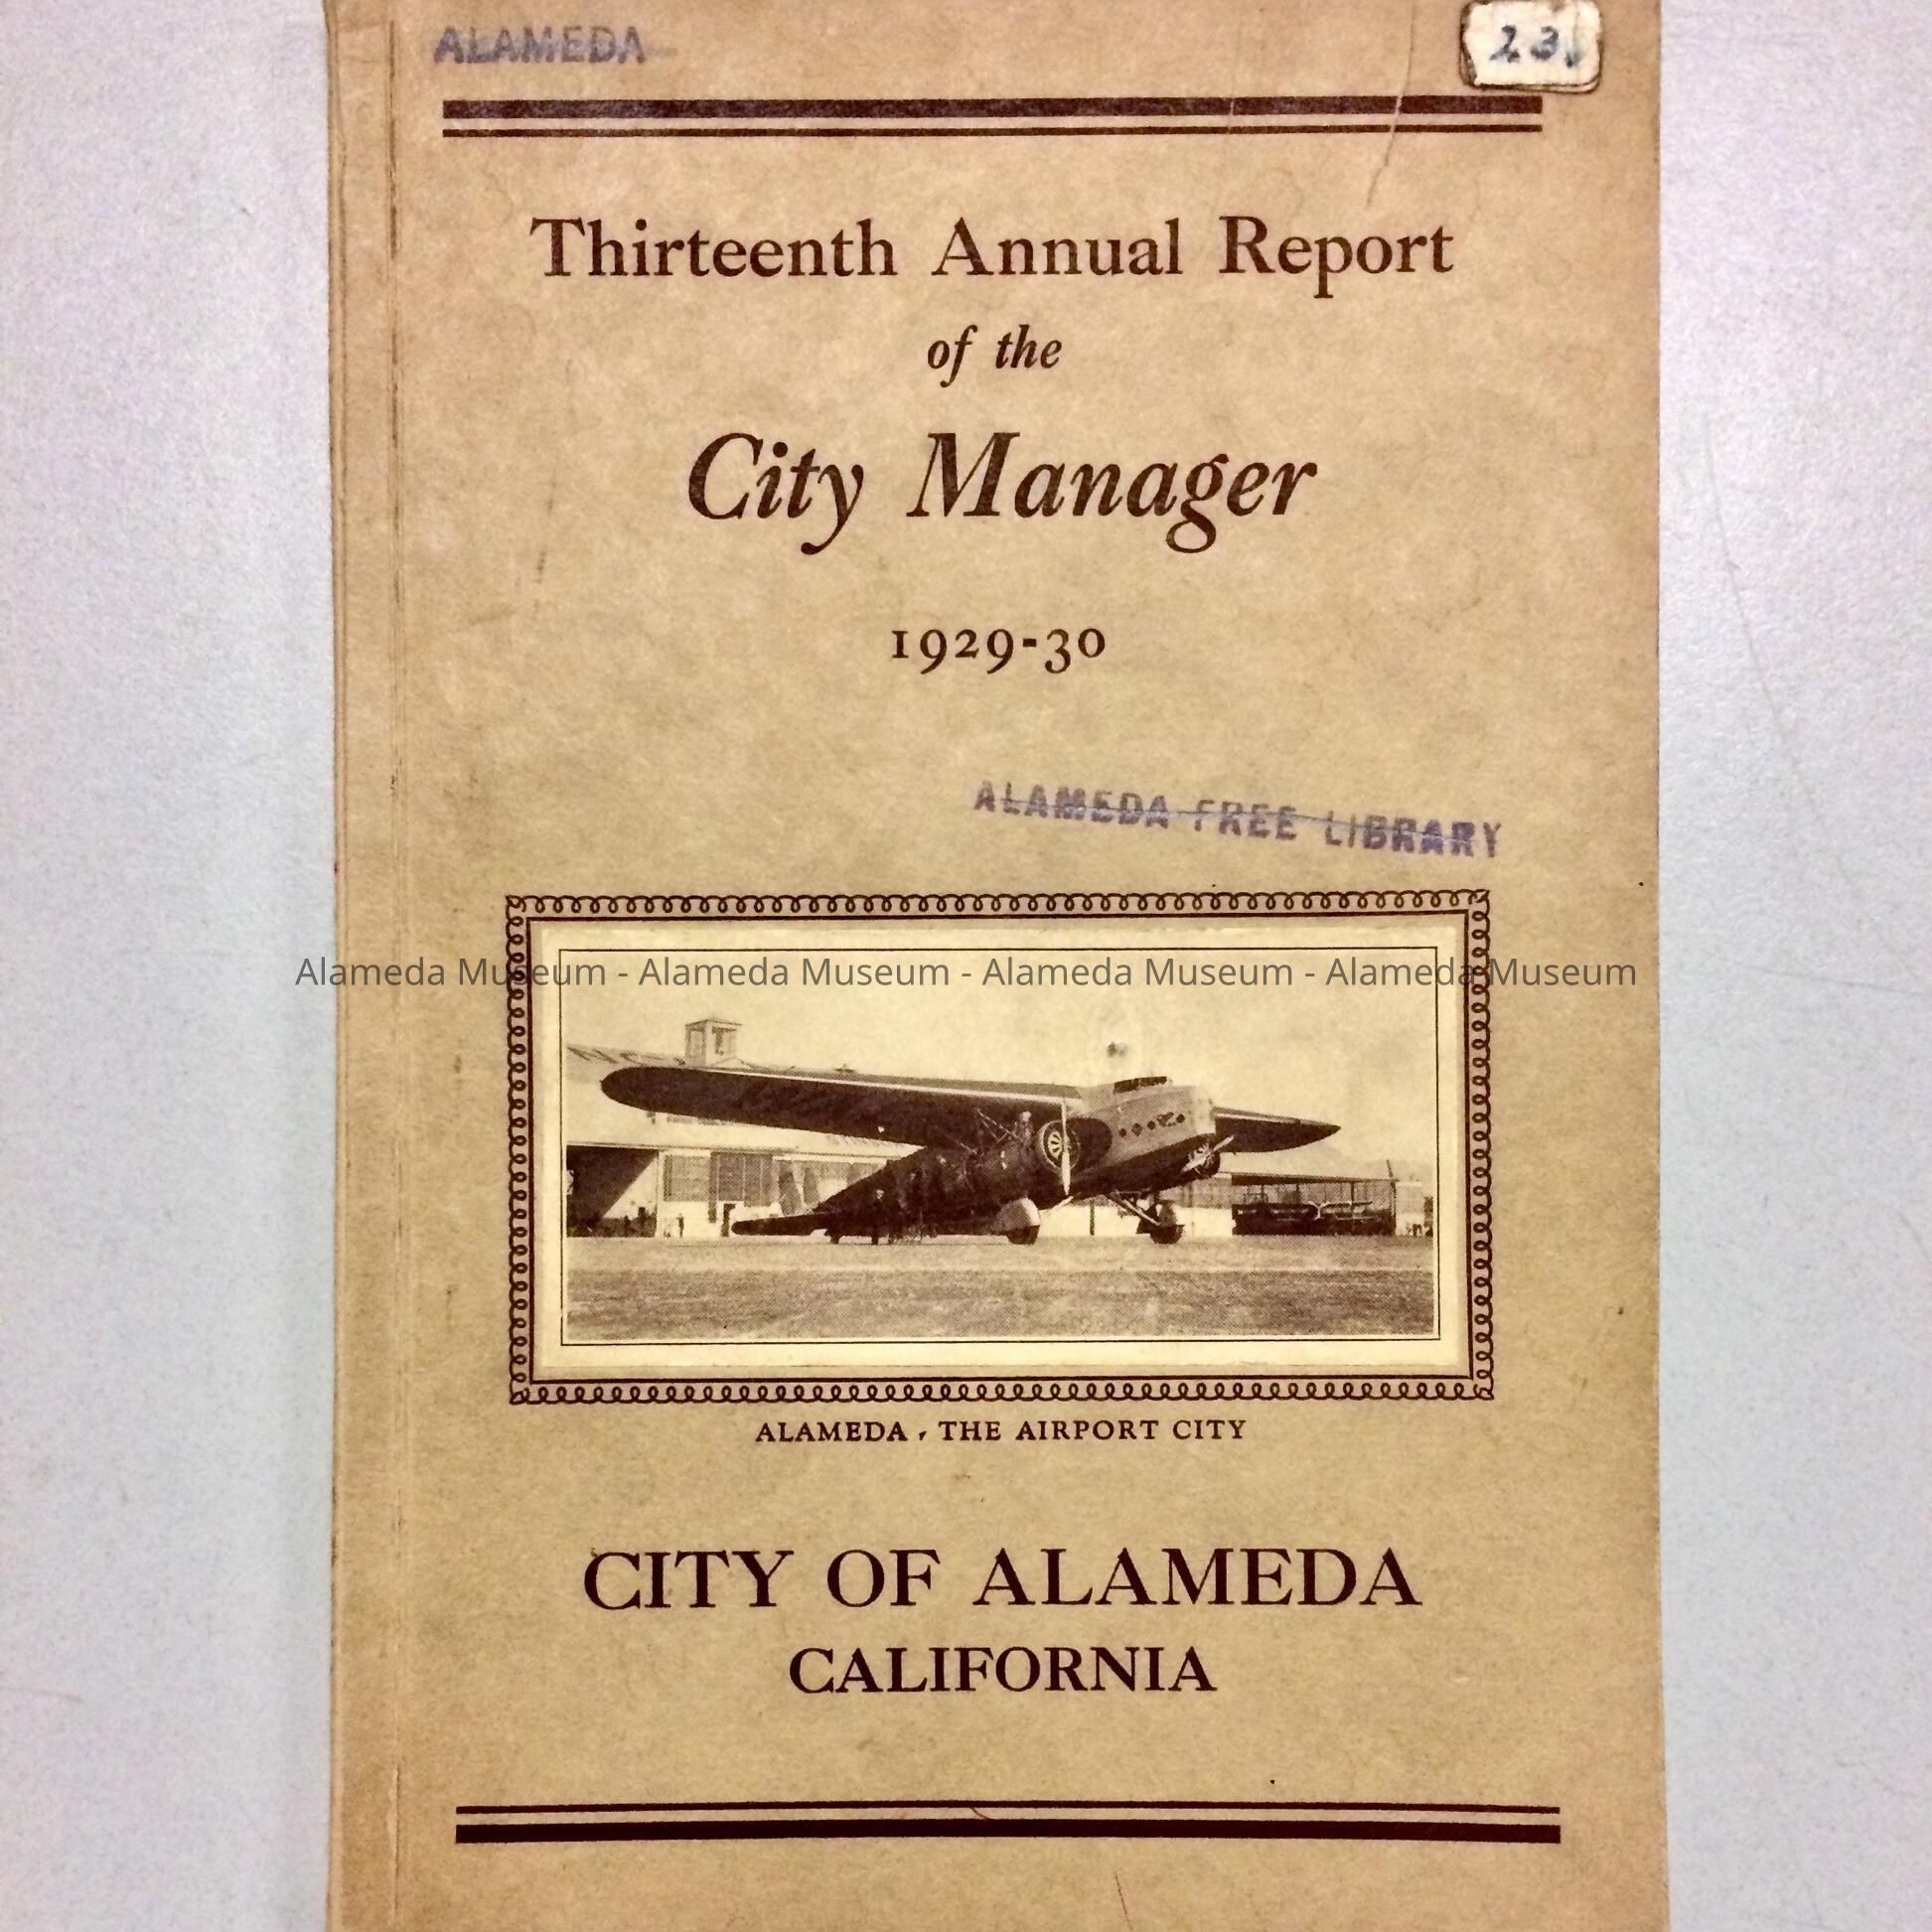 ALAMEDA
23
Thirteenth Annual Report
of the
City Manager
1929-30
ALAMEDA FREE LIBRARY
Alameda Museum - Alameda Museum - Alameda Museum - Alameda Museum
ALAMEDA, THE AIRPORT CITY
CITY OF ALAMEDA
CALIFORNIA